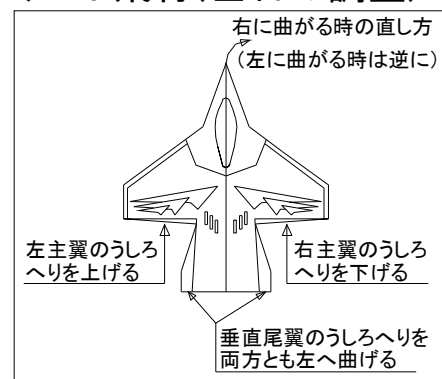 右に曲がる時の直し方
(左に曲がる時は逆に)
左主翼のうしろ
へりを上げる
右主翼のうしろ
へりを下げる
垂直尾翼のうしろへりを
両方とも左へ曲げる